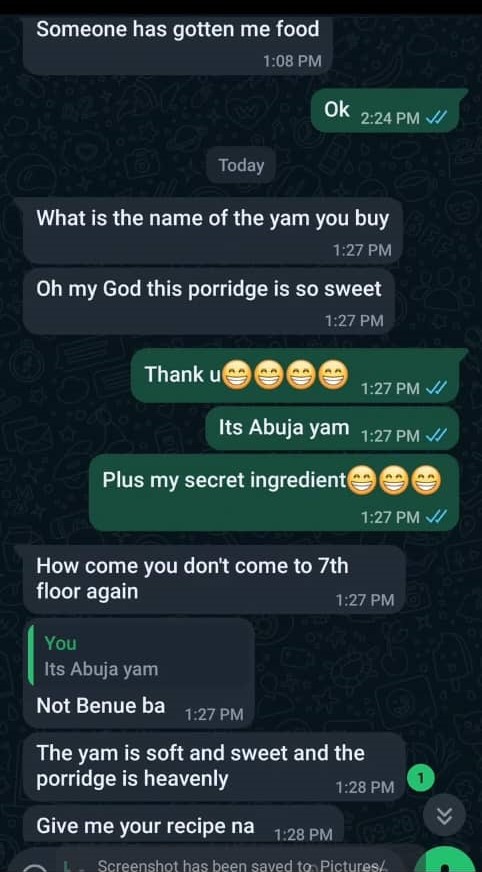 Someone has gotten me food
1:08 PM
Ok 2:24 PM
Today
What is the name of the yam you buy
1:27 PM
Oh my God this porridge is so sweet
1:27 PM
Thank u😁😁😁😁 1:27 PM
Its Abuja yam 1:27 PM
Plus my secret ingredient😁😁😁
1:27 PM
How come you don't come to 7th
floor again 1:27 PM
You
Its Abuja yam
Not Benue ba 1:27 PM
The yam is soft and sweet and the
porridge is heavenly 1:28 PM
1
Give me your recipe na 1:28 PM
Screenshot has been saved to Pictures/